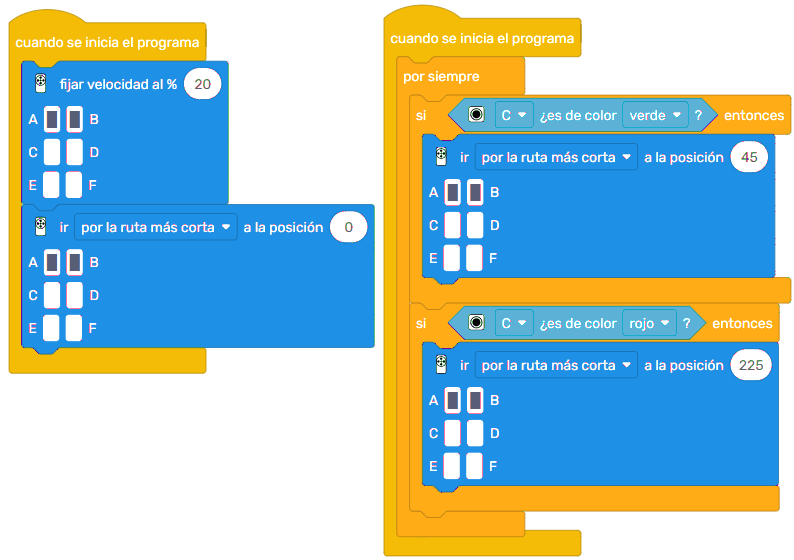 cuando se inicia el programa
fijar velocidad al % 20
A B
C D
E F
ir por la ruta más corta a la posición 0
A B
C D
E F
cuando se inicia el programa
por siempre
si C ¿es de color verde ? entonces
ir por la ruta más corta a la posición 45
A B
C D
E F
si C ¿es de color rojo ? entonces
ir por la ruta más corta a la posición 225
A B
C D
E F